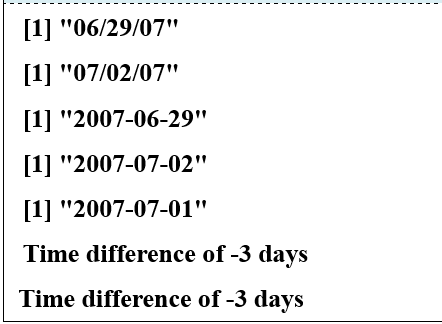 [1] "06/29/07"
[1] "07/02/07"
[1] "2007-06-29"
[1] "2007-07-02"
[1] "2007-07-01"
Time difference of -3 days
Time difference of -3 days